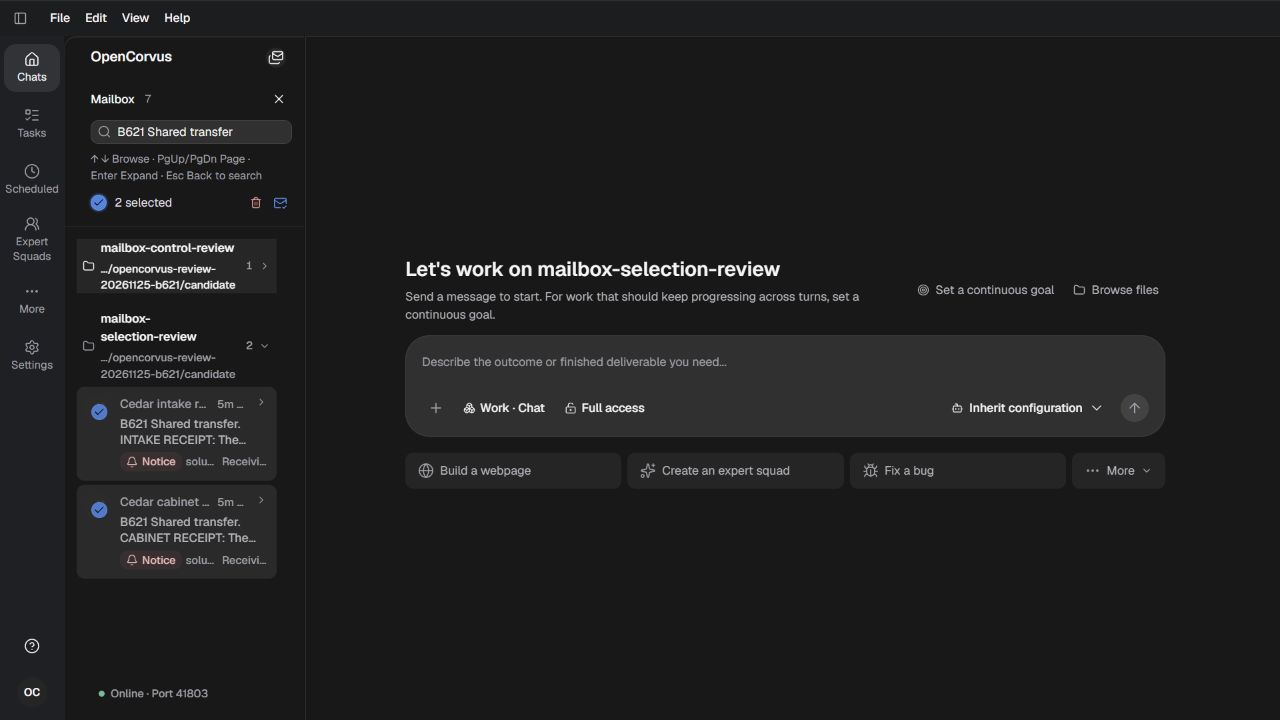 File Edit View Help
Chats
Tasks
Scheduled
Expert
Squads
More
Settings
OC
OpenCorvus
Mailbox 7
B621 Shared transfer
↑↓ Browse · PgUp/PgDn Page ·
Enter Expand · Esc Back to search
2 selected
mailbox-control-review
.../opencorvus-review-
20261125-b621/candidate
1
mailbox-
selection-review
.../opencorvus-review-
20261125-b621/candidate
2
Cedar intake r... 5m ...
B621 Shared transfer.
INTAKE RECEIPT: The...
Notice solu... Receivi...
Cedar cabinet ... 5m ...
B621 Shared transfer.
CABINET RECEIPT: The...
Notice solu... Receivi...
Online · Port 41803
Let's work on mailbox-selection-review
Send a message to start. For work that should keep progressing across turns, set a
continuous goal.
Set a continuous goal Browse files
Describe the outcome or finished deliverable you need...
Work · Chat Full access Inherit configuration
Build a webpage Create an expert squad Fix a bug More